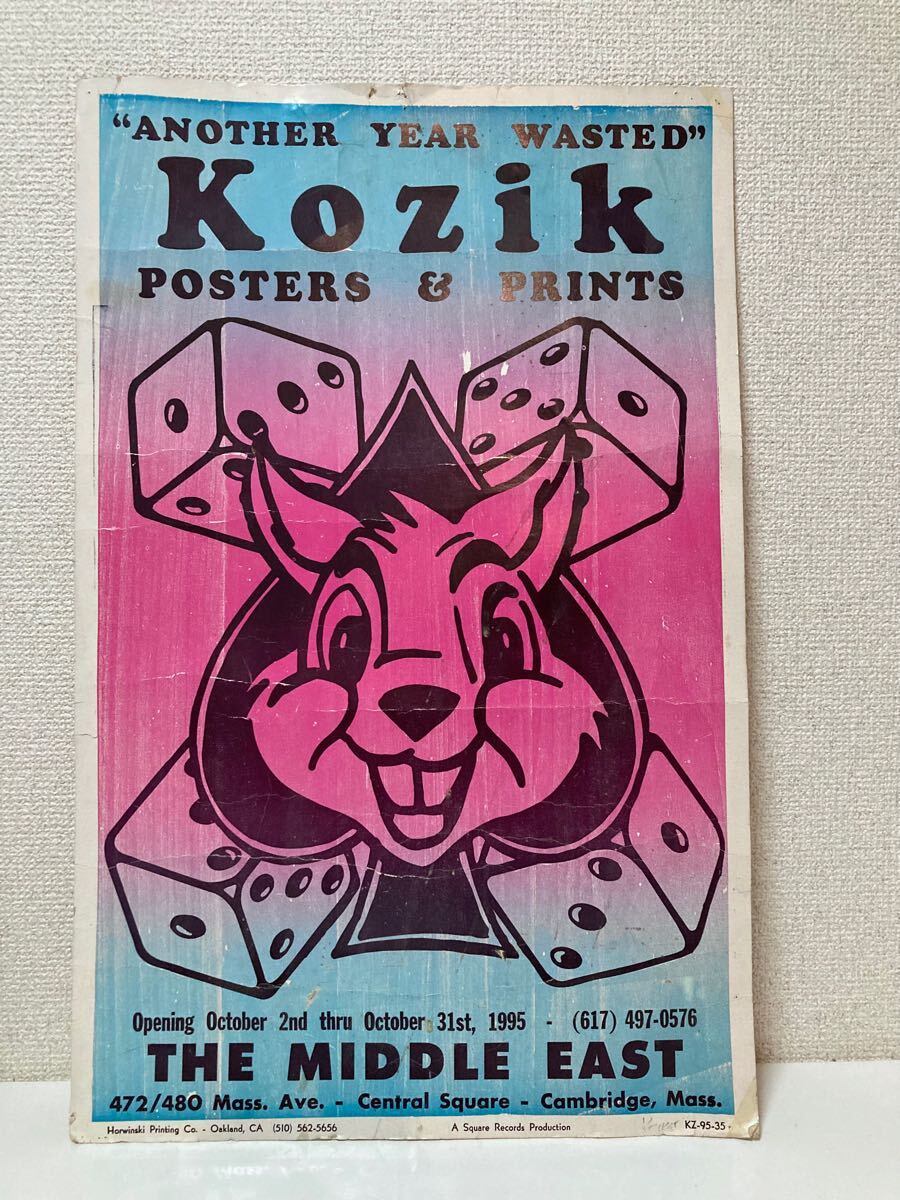 “ANOTHER YEAR WASTED”
Kozik
POSTERS & PRINTS
Opening October 2nd thru October 31st, 1995 - (617) 497-0576
THE MIDDLE EAST
472/480 Mass. Ave. - Central Square - Cambridge, Mass.
Horwinski Printing Co. - Oakland, CA (510) 562-5656 A Square Records Production KZ-95-35